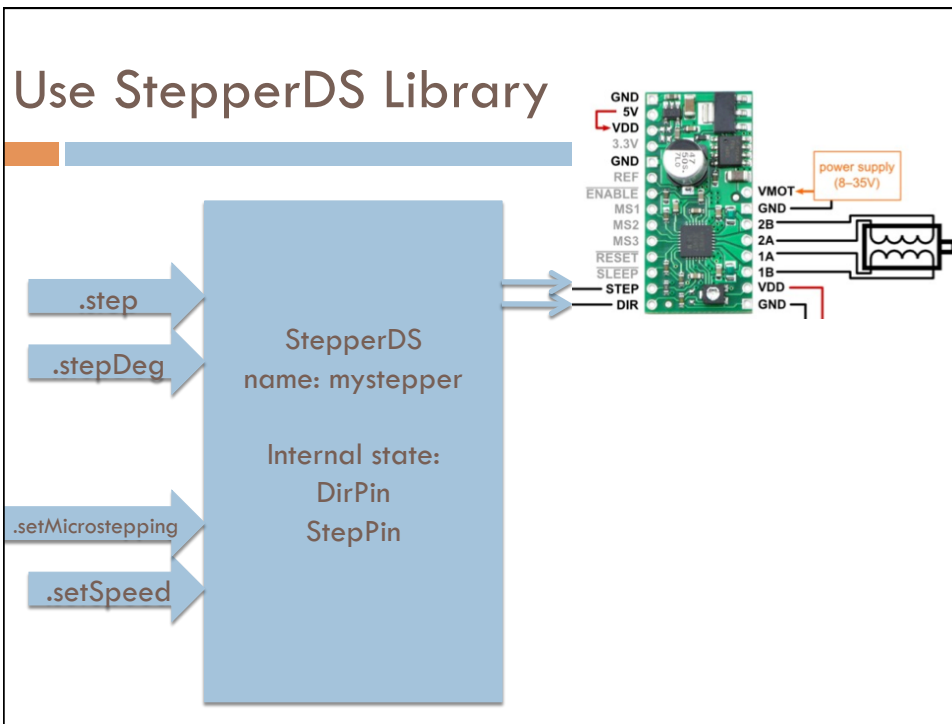 Use StepperDS Library
.step
.stepDeg
.setMicrostepping
.setSpeed
StepperDS
name: mystepper
Internal state:
DirPin
StepPin
GND
5V
VDD
3.3V
GND
REF
ENABLE
MS1
MS2
MS3
RESET
SLEEP
STEP
DIR
power supply
(8–35V)
VMOT
GND
2B
2A
1A
1B
VDD
GND